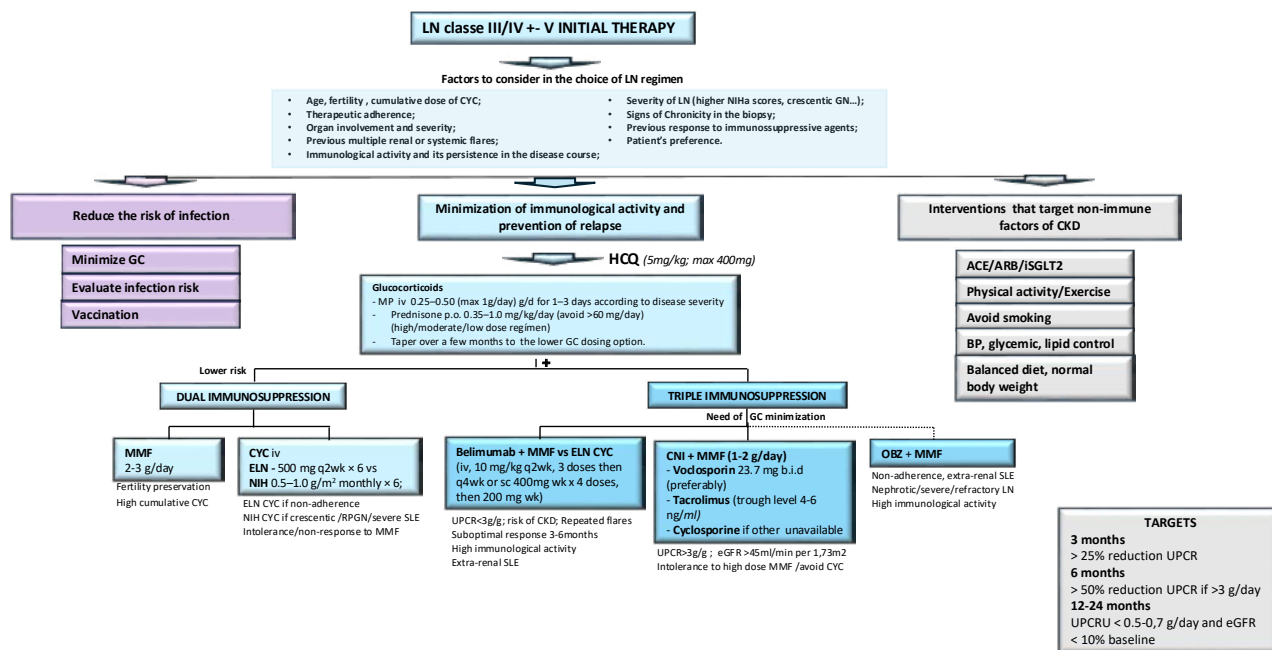 LN classe III/IV +- V INITIAL THERAPY
Factors to consider in the choice of LN regimen
• Age, fertility , cumulative dose of CYC;
• Therapeutic adherence;
• Organ involvement and severity;
• Previous multiple renal or systemic flares;
• Immunological activity and its persistence in the disease course;
• Severity of LN (higher NIHa scores, crescentic GN...);
• Signs of Chronicity in the biopsy;
• Previous response to immunossuppressive agents;
• Patient's preference.
Reduce the risk of infection
Minimize GC
Evaluate infection risk
Vaccination
Minimization of immunological activity and
prevention of relapse
HCQ (5mg/kg; max 400mg)
Glucocorticoids
- MP iv 0.25–0.50 (max 1g/day) g/d for 1–3 days according to disease severity
- Prednisone p.o. 0.35–1.0 mg/kg/day (avoid >60 mg/day)
(high/moderate/low dose regímen)
- Taper over a few months to the lower GC dosing option.
Interventions that target non-immune
factors of CKD
ACE/ARB/iSGLT2
Physical activity/Exercise
Avoid smoking
BP, glycemic, lipid control
Balanced diet, normal
body weight
+
Lower risk
DUAL IMMUNOSUPPRESSION
MMF
2-3 g/day
Fertility preservation
High cumulative CYC
CYC iv
ELN - 500 mg q2wk × 6 vs
NIH 0.5–1.0 g/m² monthly × 6;
ELN CYC if non-adherence
NIH CYC if crescentic /RPGN/severe SLE
Intolerance/non-response to MMF
TRIPLE IMMUNOSUPPRESSION
Need of GC minimization
Belimumab + MMF vs ELN CYC
(iv, 10 mg/kg q2wk, 3 doses then
q4wk or sc 400mg wk x 4 doses,
then 200 mg wk)
UPCR<3g/g; risk of CKD; Repeated flares
Suboptimal response 3-6months
High immunological activity
Extra-renal SLE
CNI + MMF (1-2 g/day)
- Voclosporin 23.7 mg b.i.d
(preferably)
- Tacrolimus (trough level 4-6
ng/ml)
- Cyclosporine if other unavailable
UPCR>3g/g ; eGFR >45ml/min per 1,73m2
Intolerance to high dose MMF /avoid CYC
OBZ + MMF
Non-adherence, extra-renal SLE
Nephrotic/severe/refractory LN
High immunological activity
TARGETS
3 months
> 25% reduction UPCR
6 months
> 50% reduction UPCR if >3 g/day
12-24 months
UPCRU < 0.5-0,7 g/day and eGFR
< 10% baseline